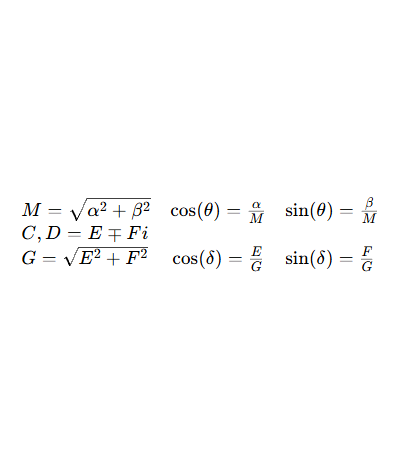 M = √(α² + β²) cos(θ) = α/M sin(θ) = β/M
C, D = E ∓ Fi
G = √(E² + F²) cos(δ) = E/G sin(δ) = F/G